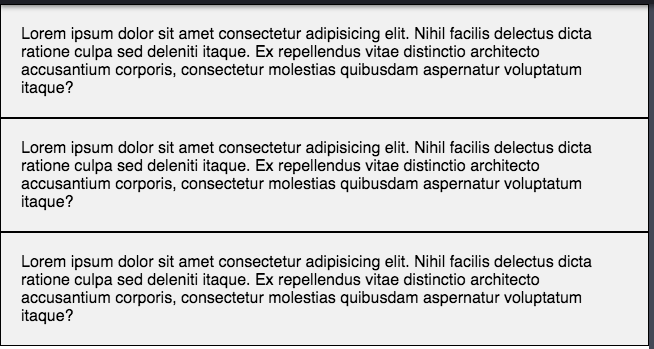 Lorem ipsum dolor sit amet consectetur adipisicing elit. Nihil facilis delectus dicta
ratione culpa sed deleniti itaque. Ex repellendus vitae distinctio architecto
accusantium corporis, consectetur molestias quibusdam aspernatur voluptatum
itaque?
Lorem ipsum dolor sit amet consectetur adipisicing elit. Nihil facilis delectus dicta
ratione culpa sed deleniti itaque. Ex repellendus vitae distinctio architecto
accusantium corporis, consectetur molestias quibusdam aspernatur voluptatum
itaque?
Lorem ipsum dolor sit amet consectetur adipisicing elit. Nihil facilis delectus dicta
ratione culpa sed deleniti itaque. Ex repellendus vitae distinctio architecto
accusantium corporis, consectetur molestias quibusdam aspernatur voluptatum
itaque?